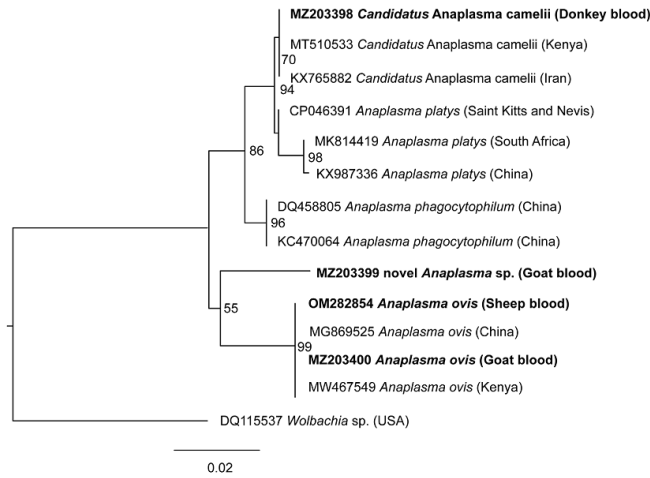 MZ203398 Candidatus Anaplasma camelii (Donkey blood)
MT510533 Candidatus Anaplasma camelii (Kenya)
70
KX765882 Candidatus Anaplasma camelii (Iran)
94
CP046391 Anaplasma platys (Saint Kitts and Nevis)
MK814419 Anaplasma platys (South Africa)
86
98
KX987336 Anaplasma platys (China)
DQ458805 Anaplasma phagocytophilum (China)
96
KC470064 Anaplasma phagocytophilum (China)
MZ203399 novel Anaplasma sp. (Goat blood)
55
OM282854 Anaplasma ovis (Sheep blood)
MG869525 Anaplasma ovis (China)
99
MZ203400 Anaplasma ovis (Goat blood)
MW467549 Anaplasma ovis (Kenya)
DQ115537 Wolbachia sp. (USA)
0.02